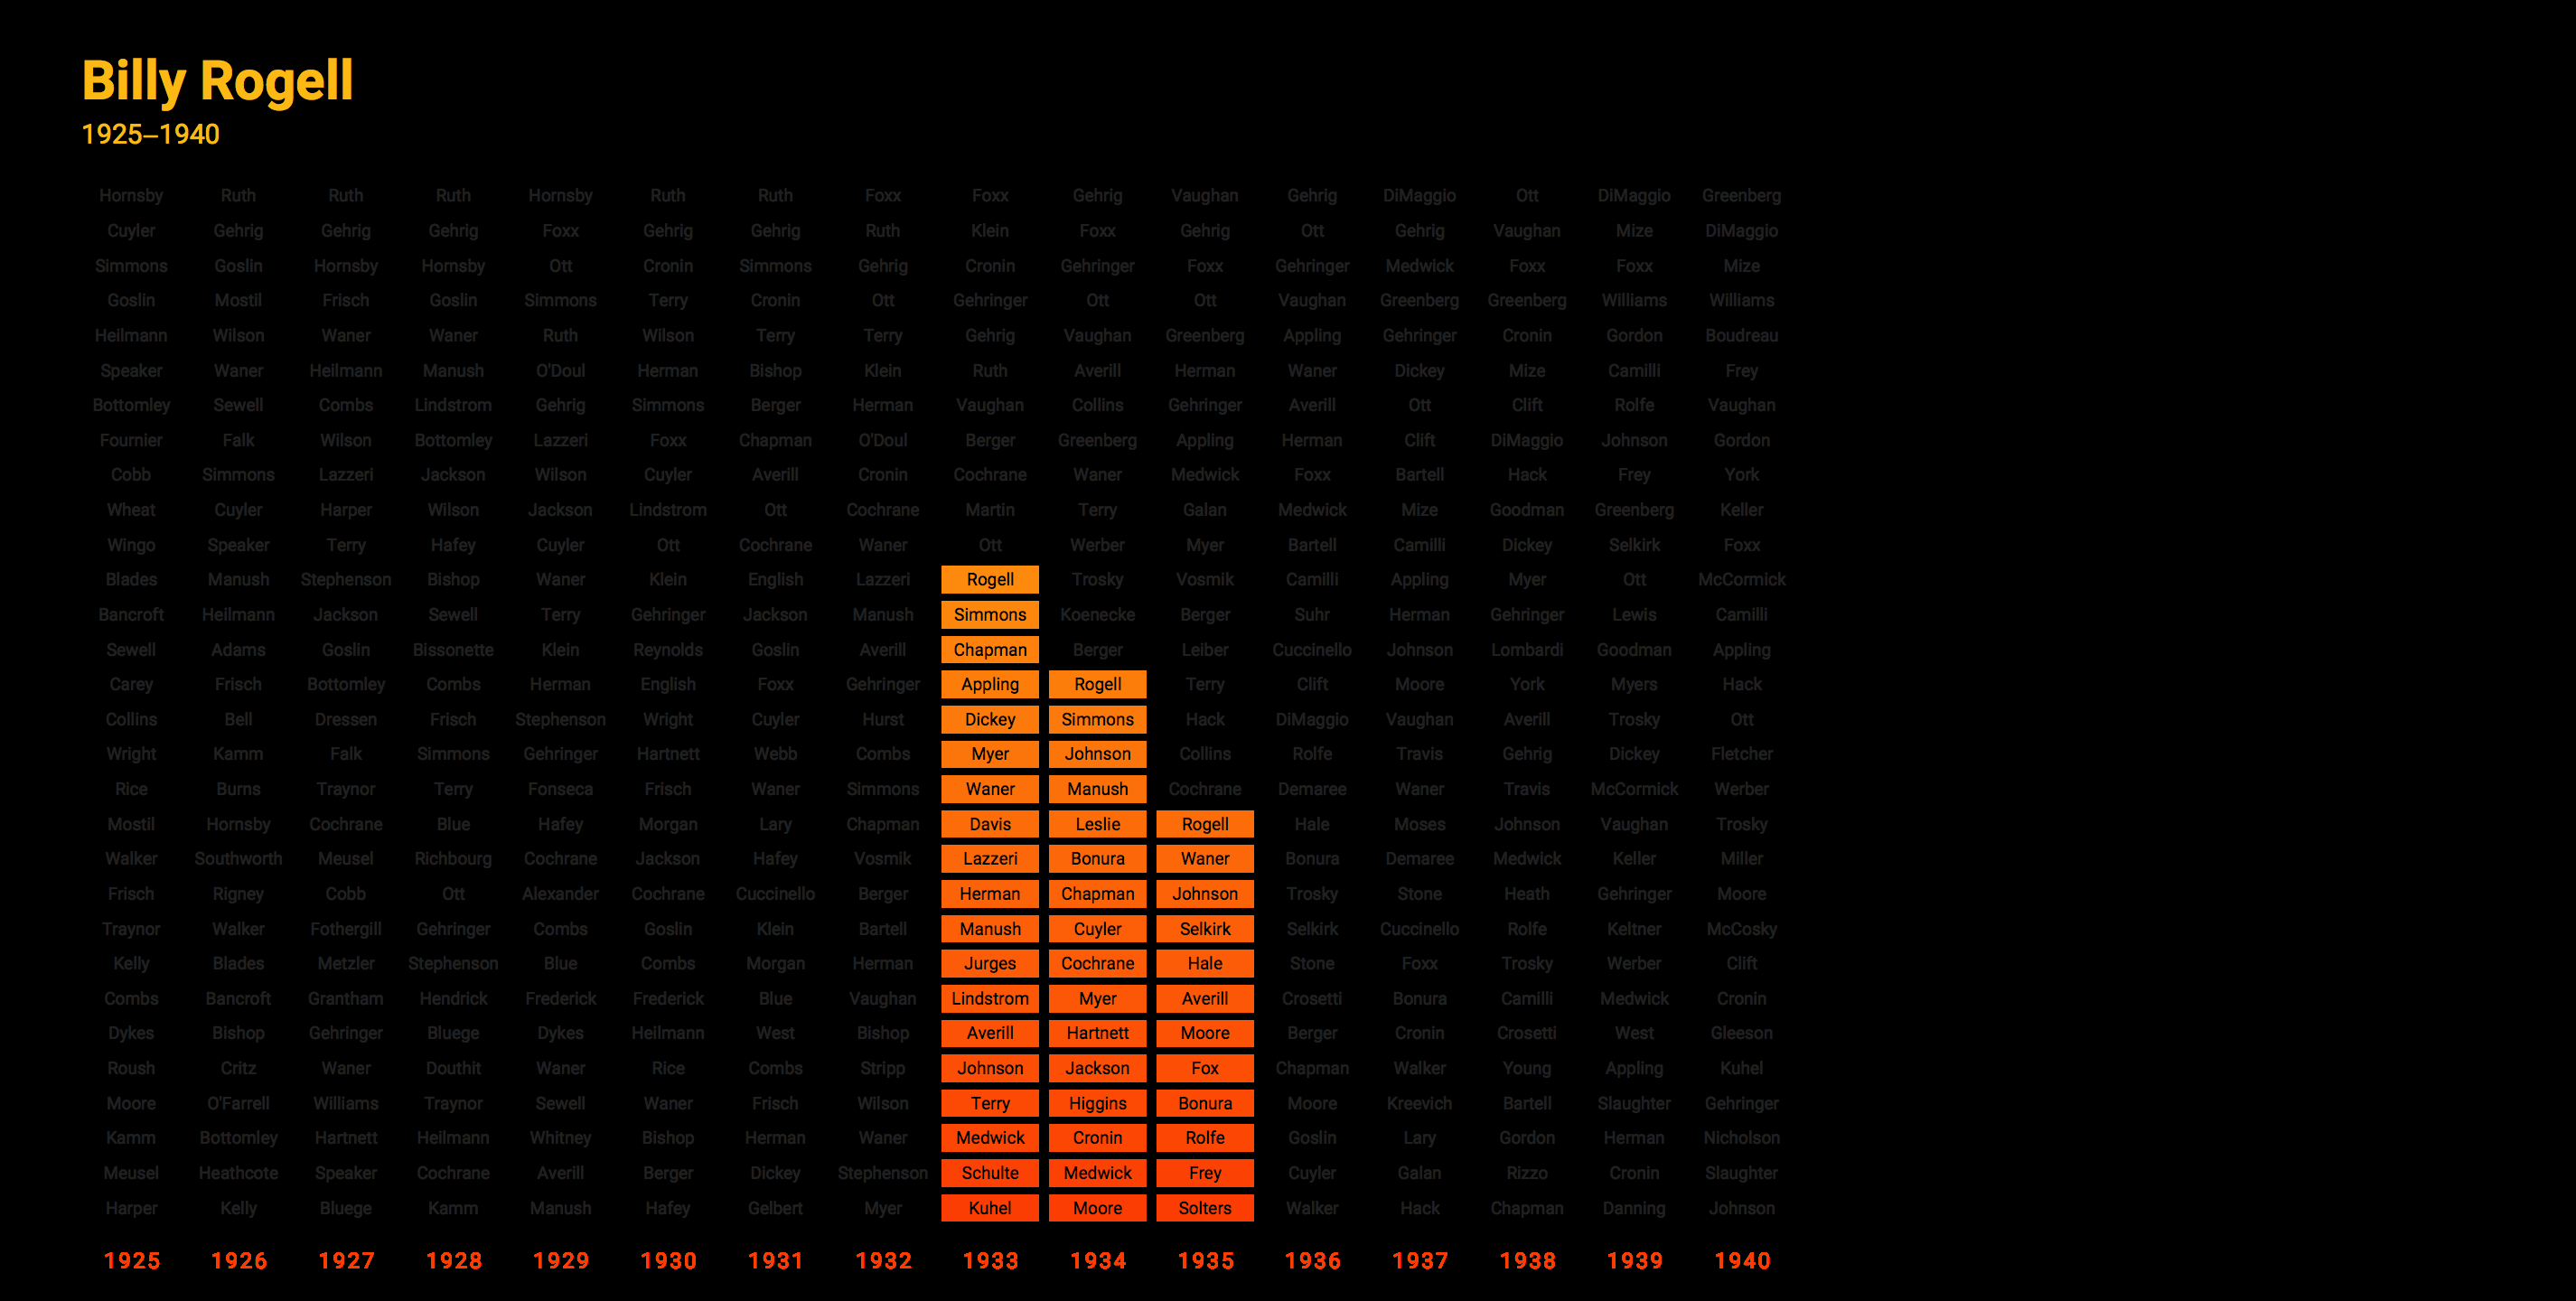 Billy Rogell
1925–1940
Hornsby Ruth Ruth Ruth Hornsby Ruth Ruth Foxx Foxx Gehrig Vaughan Gehrig DiMaggio Ott DiMaggio Greenberg
Cuyler Gehrig Gehrig Gehrig Foxx Gehrig Gehrig Ruth Klein Foxx Gehrig Ott Gehrig Vaughan Mize DiMaggio
Simmons Goslin Hornsby Hornsby Ott Cronin Simmons Gehrig Cronin Gehringer Foxx Gehringer Medwick Foxx Foxx Mize
Goslin Mostil Frisch Goslin Simmons Terry Cronin Ott Gehringer Ott Ott Vaughan Greenberg Greenberg Williams Williams
Heilmann Wilson Waner Waner Ruth Wilson Terry Terry Gehrig Vaughan Greenberg Appling Gehringer Cronin Gordon Boudreau
Speaker Waner Heilmann Manush O'Doul Herman Bishop Klein Ruth Averill Herman Waner Dickey Mize Camilli Frey
Bottomley Sewell Combs Lindstrom Gehrig Simmons Berger Herman Vaughan Collins Gehringer Averill Ott Clift Rolfe Vaughan
Fournier Falk Wilson Bottomley Lazzeri Foxx Chapman O'Doul Berger Greenberg Appling Herman Clift DiMaggio Johnson Gordon
Cobb Simmons Lazzeri Jackson Wilson Cuyler Averill Cronin Cochrane Waner Medwick Foxx Bartell Hack Frey York
Wheat Cuyler Harper Wilson Jackson Lindstrom Ott Cochrane Martin Terry Galan Medwick Mize Goodman Greenberg Keller
Wingo Speaker Terry Hafey Cuyler Ott Cochrane Waner Ott Werber Myer Bartell Camilli Dickey Selkirk Foxx
Blades Manush Stephenson Bishop Waner Klein English Lazzeri Rogell Trosky Vosmik Camilli Appling Myer Ott McCormick
Bancroft Heilmann Jackson Sewell Terry Gehringer Jackson Manush Simmons Koenecke Berger Suhr Herman Gehringer Lewis Camilli
Sewell Adams Goslin Bissonette Klein Reynolds Goslin Averill Chapman Berger Leiber Cuccinello Johnson Lombardi Goodman Appling
Carey Frisch Bottomley Combs Herman English Foxx Gehringer Appling Rogell Terry Clift Moore York Myers Hack
Collins Bell Dressen Frisch Stephenson Wright Cuyler Hurst Dickey Simmons Hack DiMaggio Vaughan Averill Trosky Ott
Wright Kamm Falk Simmons Gehringer Hartnett Webb Combs Myer Johnson Collins Rolfe Travis Gehrig Dickey Fletcher
Rice Burns Traynor Terry Fonseca Frisch Waner Simmons Waner Manush Cochrane Demaree Waner Travis McCormick Werber
Mostil Hornsby Cochrane Blue Hafey Morgan Lary Chapman Davis Leslie Rogell Hale Moses Johnson Vaughan Trosky
Walker Southworth Meusel Richbourg Cochrane Jackson Hafey Vosmik Lazzeri Bonura Waner Bonura Demaree Medwick Keller Miller
Frisch Rigney Cobb Ott Alexander Cochrane Cuccinello Berger Herman Chapman Johnson Trosky Stone Heath Gehringer Moore
Traynor Walker Fothergill Gehringer Combs Goslin Klein Bartell Manush Cuyler Selkirk Selkirk Cuccinello Rolfe Keltner McCosky
Kelly Blades Metzler Stephenson Blue Combs Morgan Herman Jurges Cochrane Hale Stone Foxx Trosky Werber Clift
Combs Bancroft Grantham Hendrick Frederick Frederick Blue Vaughan Lindstrom Myer Averill Crosetti Bonura Camilli Medwick Cronin
Dykes Bishop Gehringer Bluege Dykes Heilmann West Bishop Averill Hartnett Moore Berger Cronin Crosetti West Gleeson
Roush Critz Waner Douthit Waner Rice Combs Stripp Johnson Jackson Fox Chapman Walker Young Appling Kuhel
Moore O'Farrell Williams Traynor Sewell Waner Frisch Wilson Terry Higgins Bonura Moore Kreevich Bartell Slaughter Gehringer
Kamm Bottomley Hartnett Heilmann Whitney Bishop Herman Waner Medwick Cronin Rolfe Goslin Lary Gordon Herman Nicholson
Meusel Heathcote Speaker Cochrane Averill Berger Dickey Stephenson Schulte Medwick Frey Cuyler Galan Rizzo Cronin Slaughter
Harper Kelly Bluege Kamm Manush Hafey Gelbert Myer Kuhel Moore Solters Walker Hack Chapman Danning Johnson
1925 1926 1927 1928 1929 1930 1931 1932 1933 1934 1935 1936 1937 1938 1939 1940